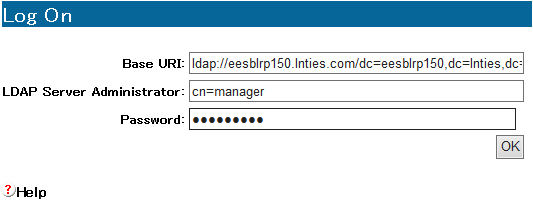 Log On
Base URI: ldap://eesblrp150.lnties.com/dc=eesblrp150,dc=lnties,dc=
LDAP Server Administrator: cn=manager
Password: ●●●●●●●●●
OK
?Help